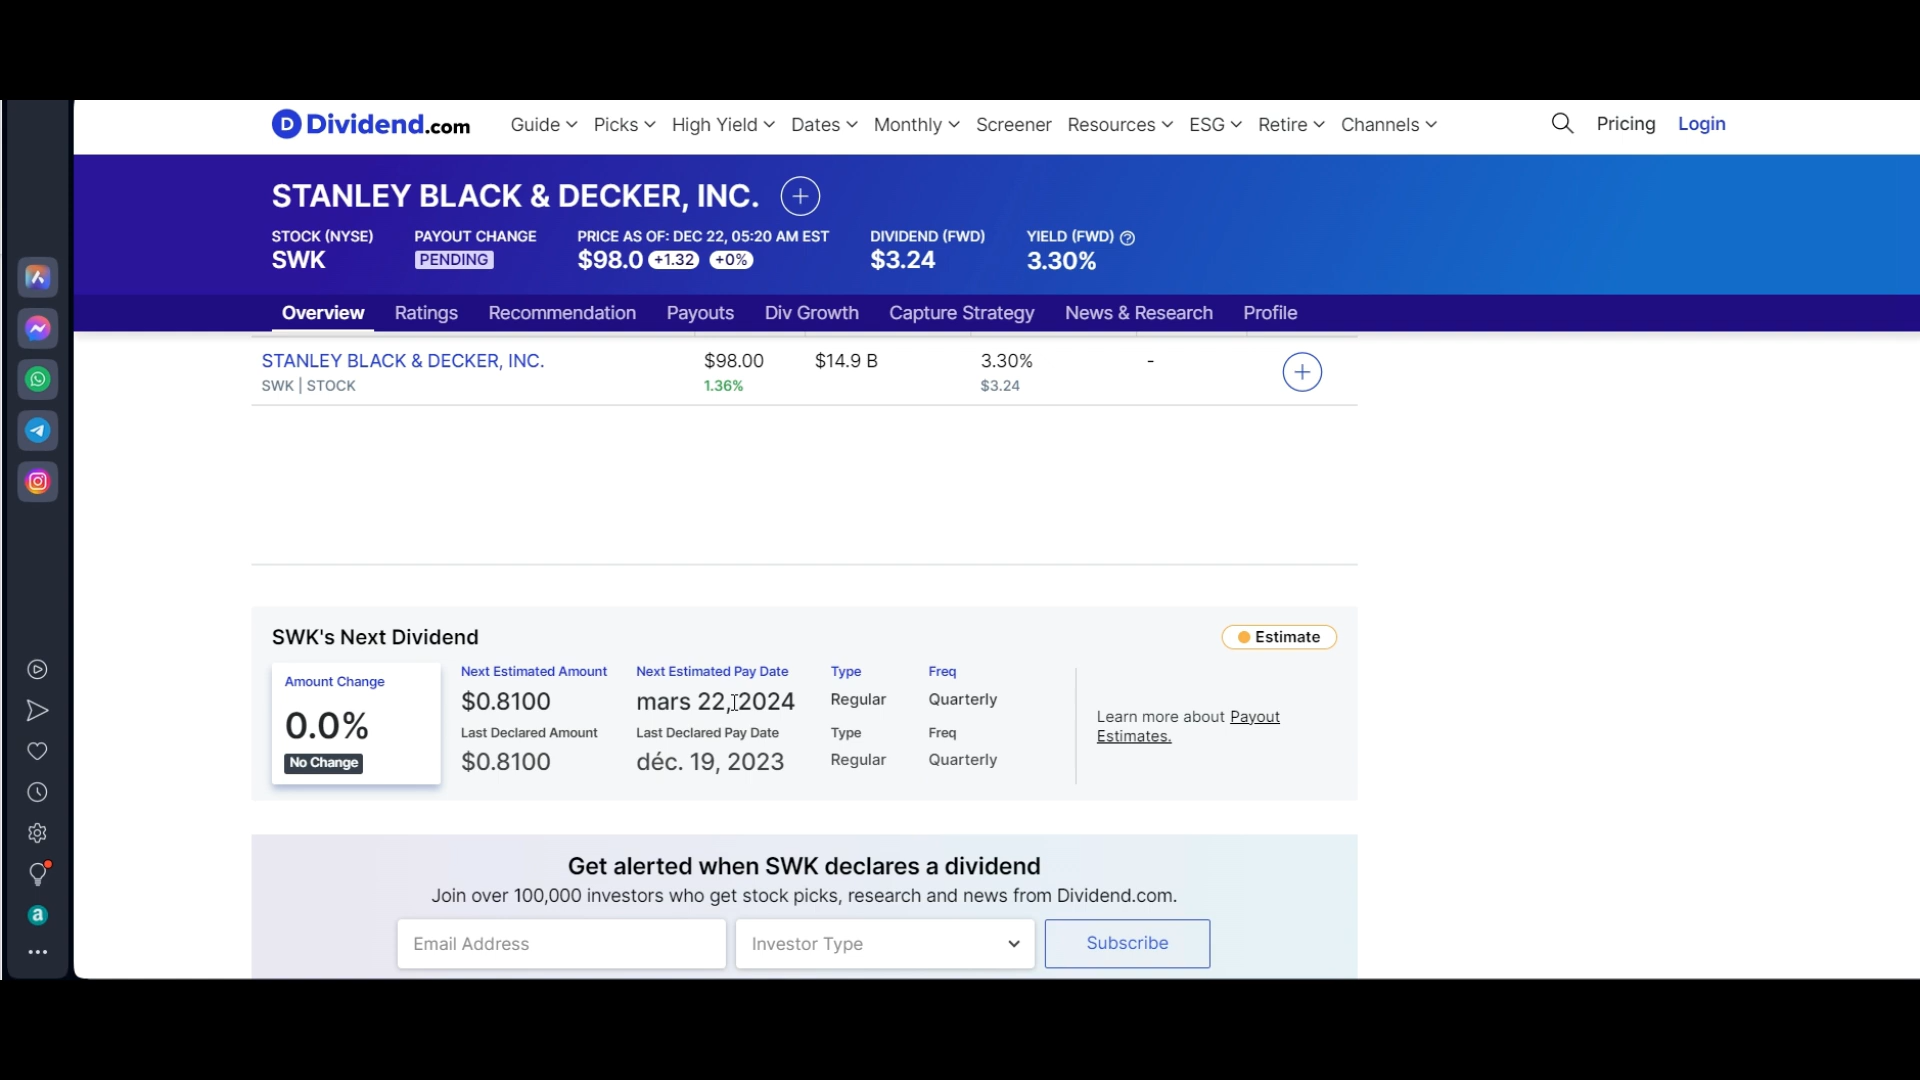 Dividend.com
Guide Picks High Yield Dates Monthly Screener Resources ESG Retire Channels Pricing Login
STANLEY BLACK & DECKER, INC.
STOCK (NYSE) PAYOUT CHANGE PRICE AS OF: DEC 22, 05:20 AM EST DIVIDEND (FWD) YIELD (FWD)
SWK PENDING $98.0 +1.32 +0% $3.24 3.30%
Overview Ratings Recommendation Payouts Div Growth Capture Strategy News & Research Profile
STANLEY BLACK & DECKER, INC. $98.00 $14.9 B 3.30% -
SWK | STOCK 1.36% $3.24
SWK's Next Dividend Estimate
Amount Change
0.0%
No Change
Next Estimated Amount Next Estimated Pay Date Type Freq
$0.8100 mars 22, 2024 Regular Quarterly
Last Declared Amount Last Declared Pay Date Type Freq
$0.8100 déc. 19, 2023 Regular Quarterly
Learn more about Payout
Estimates.
Get alerted when SWK declares a dividend
Join over 100,000 investors who get stock picks, research and news from Dividend.com.
Email Address Investor Type Subscribe